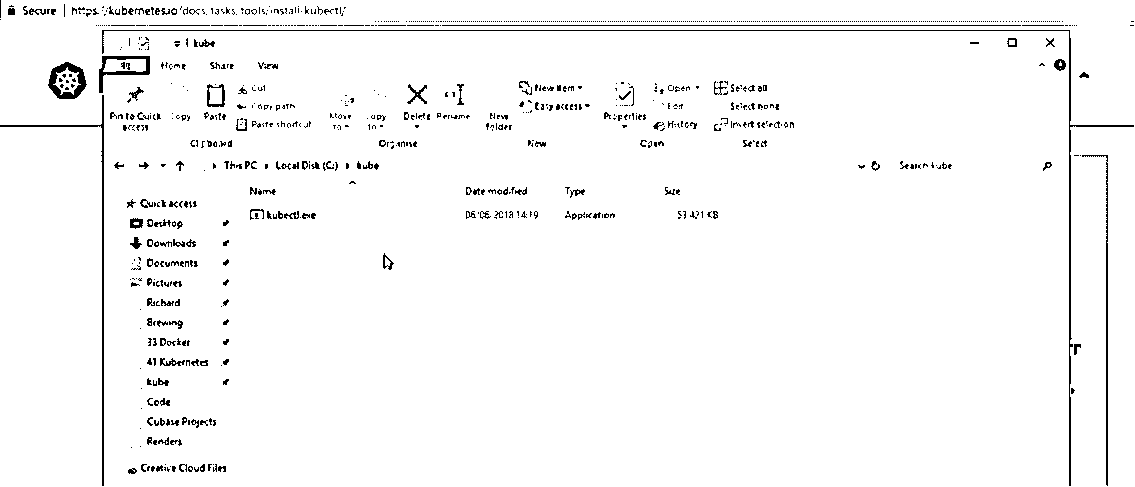 Secure | https://kubernetes.io/docs/tasks/tools/install-kubectl/
kube
Home Share View
Pin to Quick access
Copy
Paste
Cut
Copy path
Paste shortcut
Clipboard
Move to
Copy to
Delete
Rename
Organise
New folder
New item
Easy access
New
Properties
Open
Edit
History
Open
Select all
Select none
Invert selection
Select
This PC Local Disk (C:) kube
Search kube
Name Date modified Type Size
kubectl.exe 06/06/2018 14:19 Application 53,421 KB
Quick access
Desktop
Downloads
Documents
Pictures
Richard
Brewing
33 Docker
41 Kubernetes
kube
Code
Cubase Projects
Renders
Creative Cloud Files